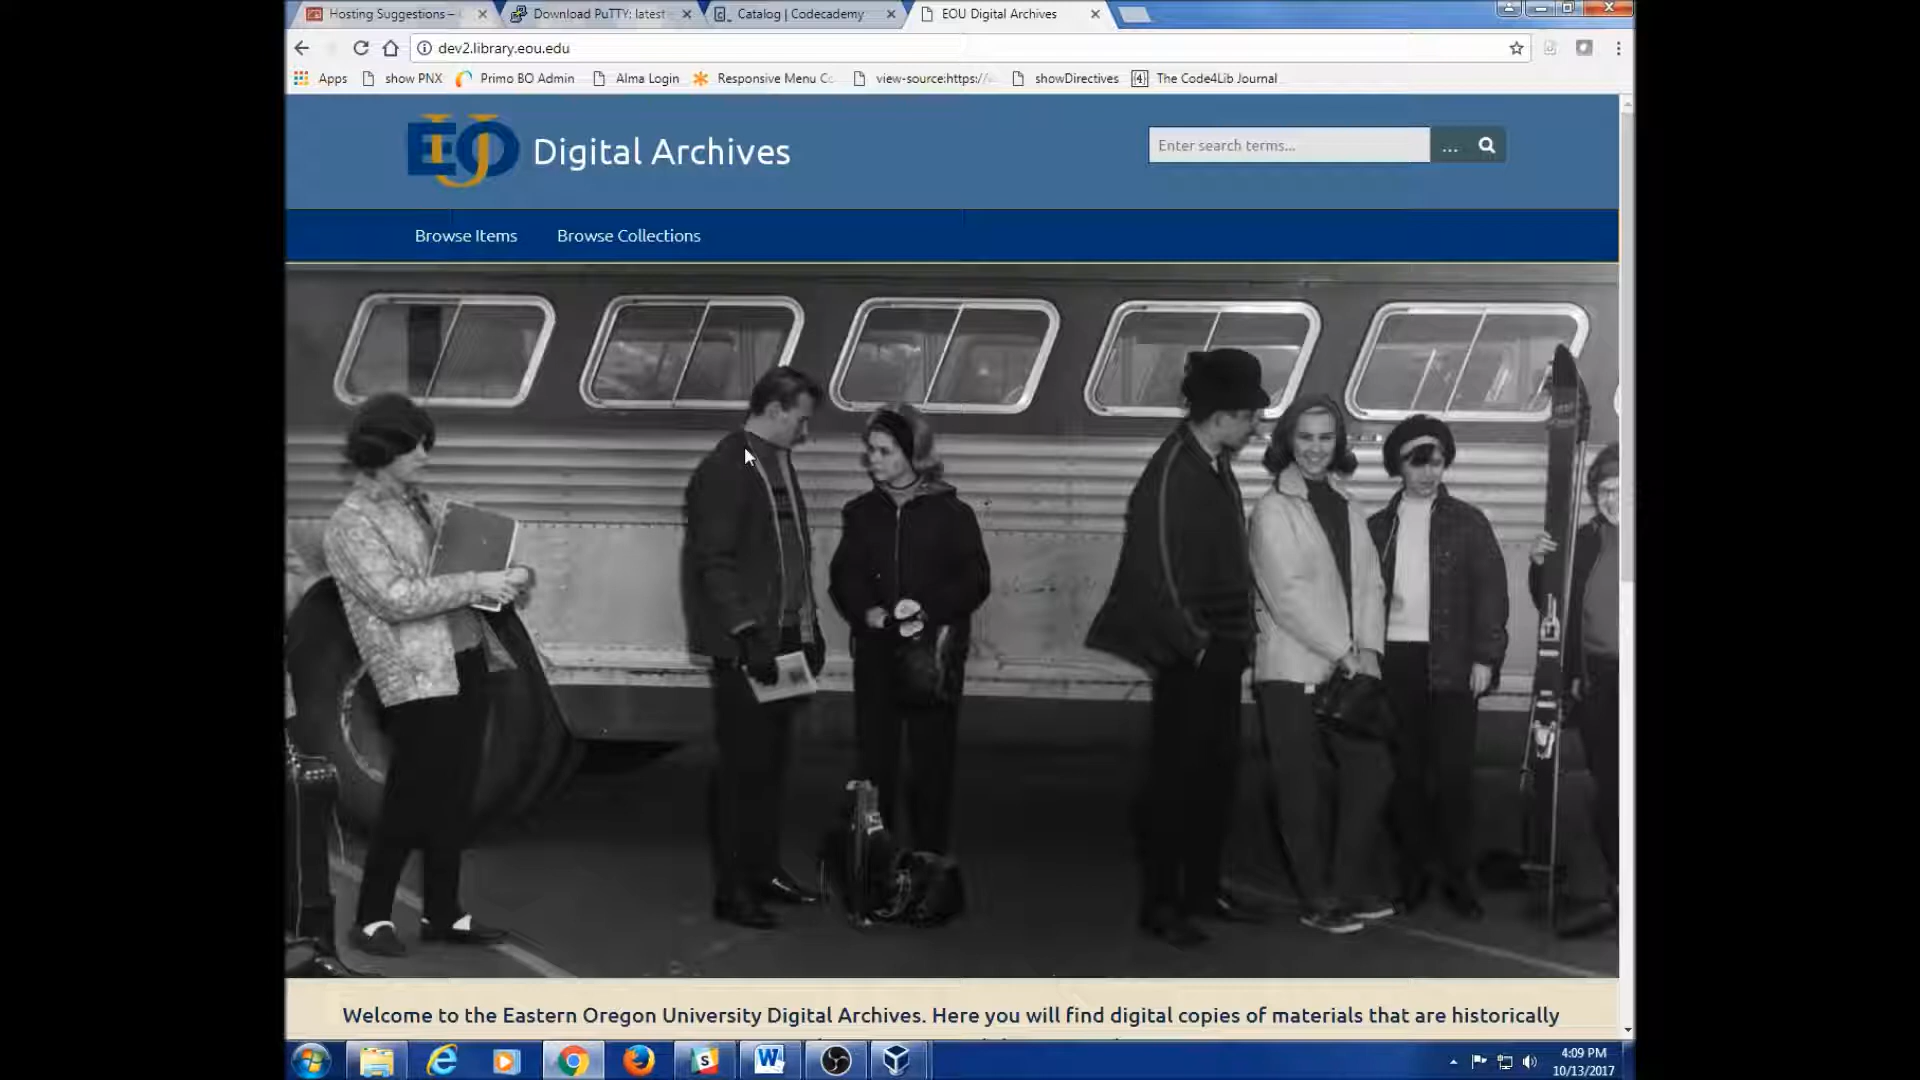 Hosting Suggestions –
Download PuTTY: latest
Catalog | Codecademy
EOU Digital Archives
dev2.library.eou.edu
Apps
show PNX
Primo BO Admin
Alma Login
Responsive Menu Co
view-source:https://
showDirectives
{4}
The Code4Lib Journal
EOU
Digital Archives
Enter search terms...
...
Browse Items
Browse Collections
Welcome to the Eastern Oregon University Digital Archives. Here you will find digital copies of materials that are historically
4:09 PM
10/13/2017